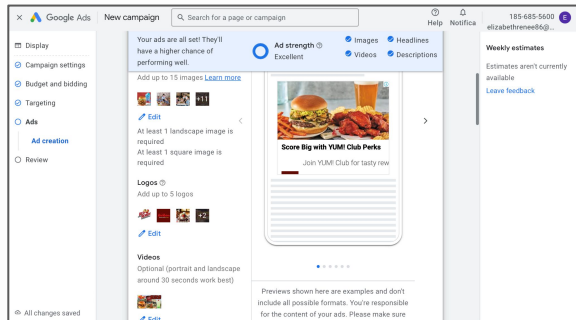 Google Ads
New campaign
Search for a page or campaign
Help
Notifica
185-685-5600
elizabethrenee86@...
E
Display
Campaign settings
Budget and bidding
Targeting
Ads
Ad creation
Review
All changes saved
Your ads are all set! They'll
have a higher chance of
performing well.
Ad strength
Excellent
Images
Headlines
Videos
Descriptions
Add up to 15 images Learn more
+11
Edit
At least 1 landscape image is
required
At least 1 square image is
required
Logos
Add up to 5 logos
+2
Edit
Videos
Optional (portrait and landscape
around 30 seconds work best)
Edit
Score Big with YUM! Club Perks
Join YUM! Club for tasty rew
Previews shown here are examples and don't
include all possible formats. You're responsible
for the content of your ads. Please make sure
Weekly estimates
Estimates aren't currently
available
Leave feedback